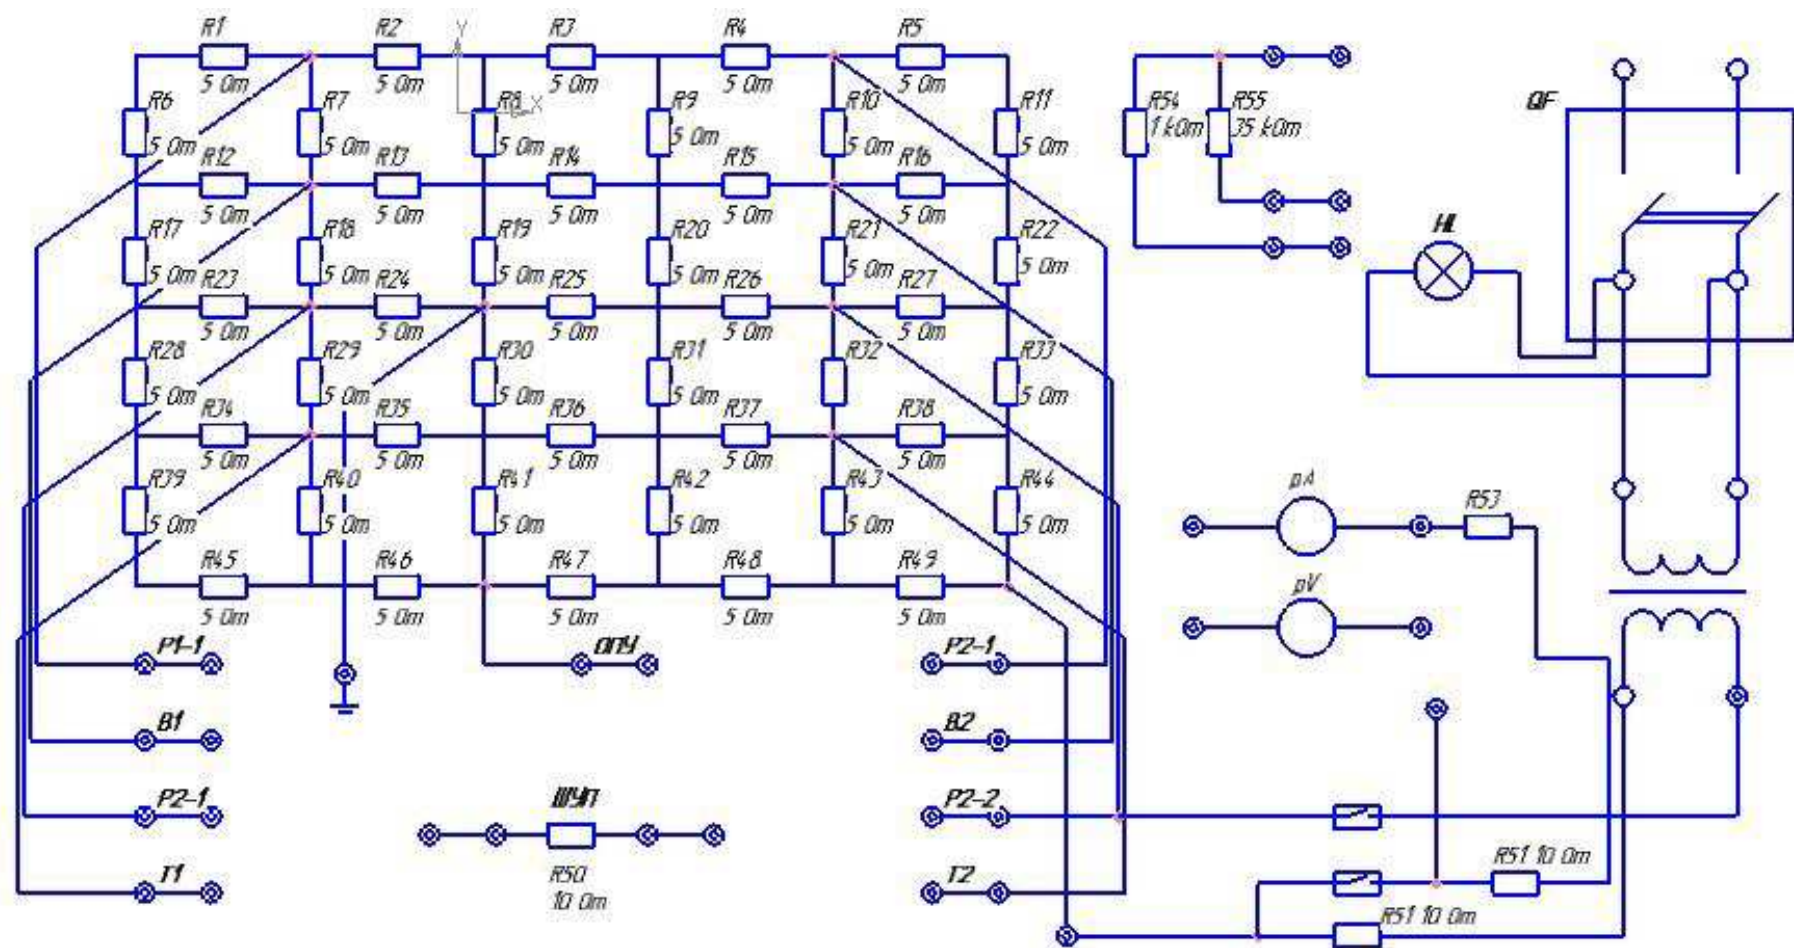 R1 R2 Y R3 R4 R5
5 Om 5 Om 5 Om 5 Om 5 Om
R6 R7 R8 X R9 R10 R11 R54 R55 QF
1 kOm 35 kOm
5 Om 5 Om 5 Om 5 Om 5 Om 5 Om
R12 R13 R14 R15 R16
5 Om 5 Om 5 Om 5 Om 5 Om
R17 R18 R19 R20 R21 R22 HL
5 Om 5 Om 5 Om 5 Om 5 Om 5 Om
R23 R24 R25 R26 R27
5 Om 5 Om 5 Om 5 Om 5 Om
R28 R29 R30 R31 R32 R33
5 Om 5 Om 5 Om 5 Om 5 Om
R34 R35 R36 R37 R38
5 Om 5 Om 5 Om 5 Om 5 Om
R39 R40 R41 R42 R43 R44 pA R53
5 Om 5 Om 5 Om 5 Om 5 Om 5 Om
R45 R46 R47 R48 R49 pV
5 Om 5 Om 5 Om 5 Om 5 Om
P1-1 ОПУ P2-1
B1 B2
P2-1 ШУП P2-2
R51 10 Om
T1 R50 T2
10 Om
R51 10 Om